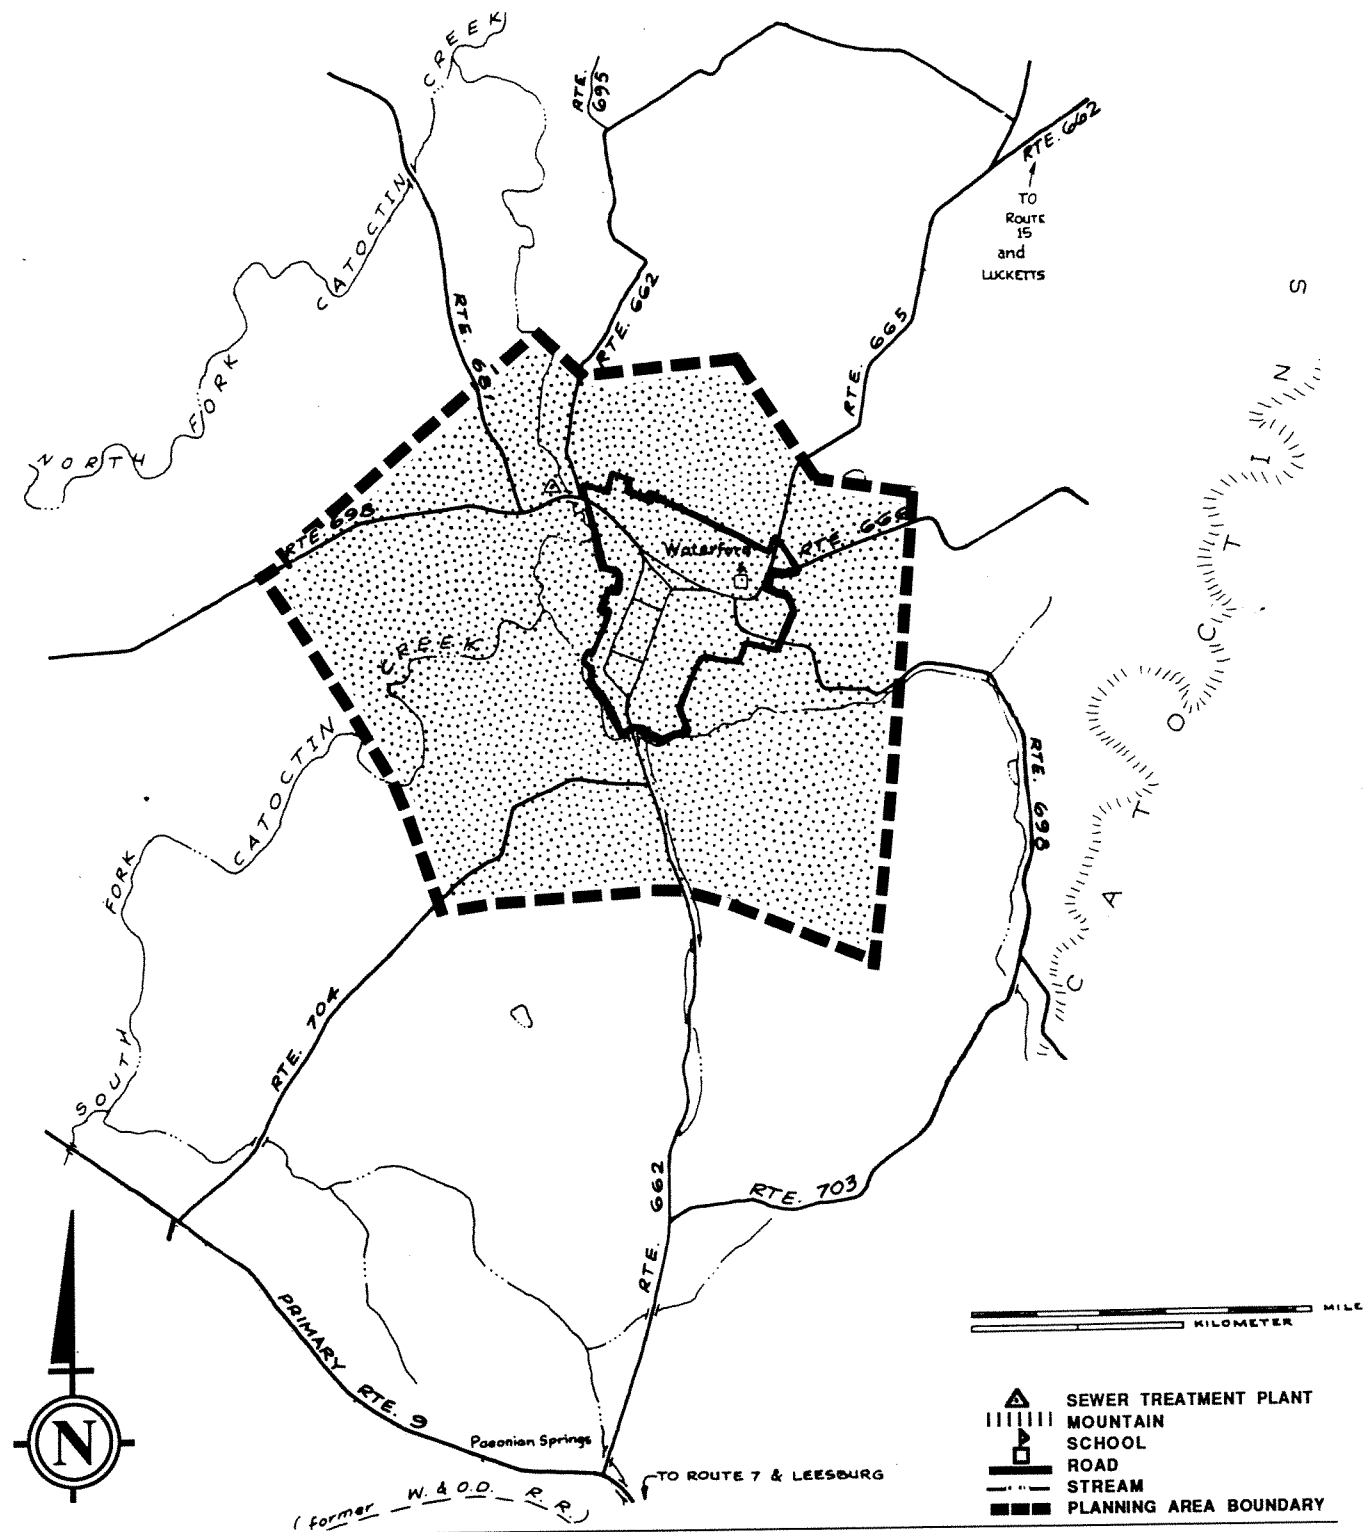 CREEK
CATOCTIN
FORK
NORTH
RTE. 695
RTE. 662
TO
ROUTE
15
and
LUCKETTS
RTE. 662
RTE. 681
RTE. 665
RTE. 698
RTE. 662
Waterford
CREEK
CATOCTIN
FORK
SOUTH
CATOCTINS
RTE. 698
RTE. 704
RTE. 662
RTE. 703
PRIMARY RTE. 9
Paeonian Springs
TO ROUTE 7 & LEESBURG
(former W. & O.D. R.R.)
N
MILE
KILOMETER
SEWER TREATMENT PLANT
MOUNTAIN
SCHOOL
ROAD
STREAM
PLANNING AREA BOUNDARY